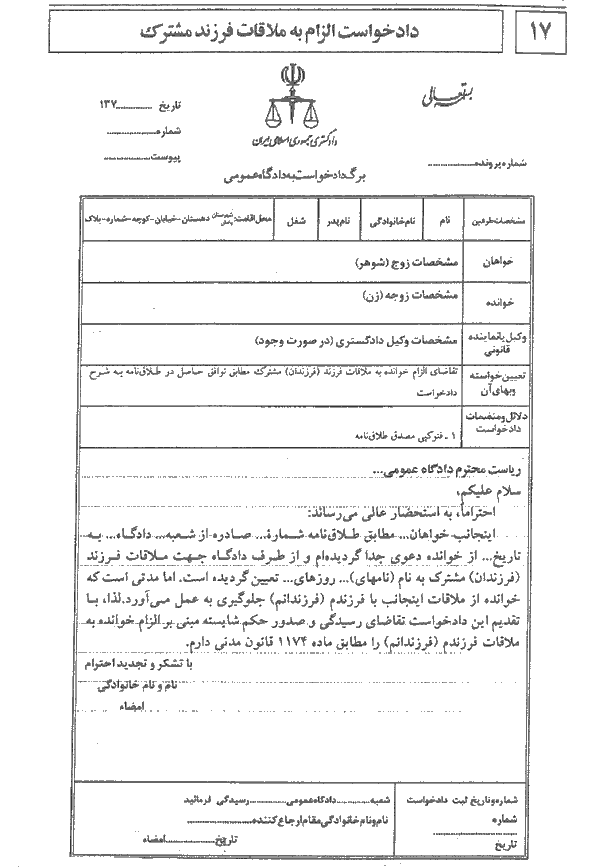 ۱۷
دادخواست الزام به ملاقات فرزند مشترک
بسمه تعالی
تاریخ ............۱۳۷
شماره................
پیوست................
دادگستری جمهوری اسلامی ایران
شماره پرونده................
برگ دادخواست به دادگاه عمومی
مشخصات طرفین نام نام خانوادگی نام پدر شغل محل اقامت: شهرستان بخش دهستان-خیابان-کوچه-شماره-پلاک
خواهان مشخصات زوج (شوهر)
خوانده مشخصات زوجه (زن)
وکیل یا نماینده قانونی مشخصات وکیل دادگستری (در صورت وجود)
تعیین خواسته وبهای آن تقاضای الزام خوانده به ملاقات فرزند (فرزندان) مشترک مطابق توافق حاصل در طلاق‌نامه به شرح
دادخواست
دلائل و منضمات دادخواست ۱ـ فتوکپی مصدق طلاق‌نامه
ریاست محترم دادگاه عمومی...
سلام علیکم،
احتراماً، به استحضار عالی می‌رساند:
اینجانب خواهان... مطابق طلاق‌نامه شمارهٔ... صادره از شعبه... دادگاه... به
تاریخ... از خوانده دعوی جدا گردیده‌ام و از طرف دادگاه جهت ملاقات فرزند
(فرزندان) مشترک به نام (نامهای)... روزهای... تعیین گردیده است. اما مدتی است که
خوانده از ملاقات اینجانب با فرزندم (فرزندانم) جلوگیری به عمل می‌آورد. لذا، با
تقدیم این دادخواست تقاضای رسیدگی و صدور حکم شایسته مبنی بر الزام خوانده به
ملاقات فرزندم (فرزندانم) را مطابق ماده ۱۱۷۴ قانون مدنی دارم.
با تشکر و تجدید احترام
نام و نام خانوادگی
امضاء
شماره و تاریخ ثبت دادخواست
شماره
تاریخ
شعبه............دادگاه عمومی............رسیدگی فرمائید
نام و نام خانوادگی مقام ارجاع کننده................
تاریخ................امضاء